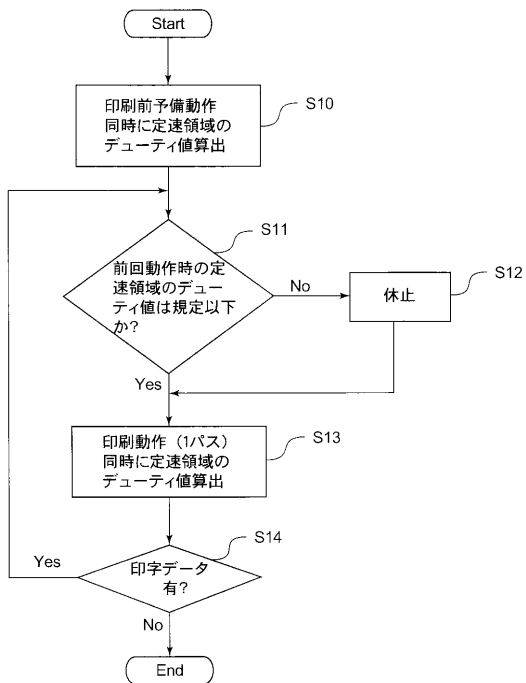 Start
印刷前予備動作
同時に定速領域の
デューティ値算出
S10
S11
前回動作時の定
速領域のデュー
ティ値は規定以下
か?
No
S12
休止
Yes
印刷動作（1パス）
同時に定速領域の
デューティ値算出
S13
S14
Yes
印字データ
有?
No
End